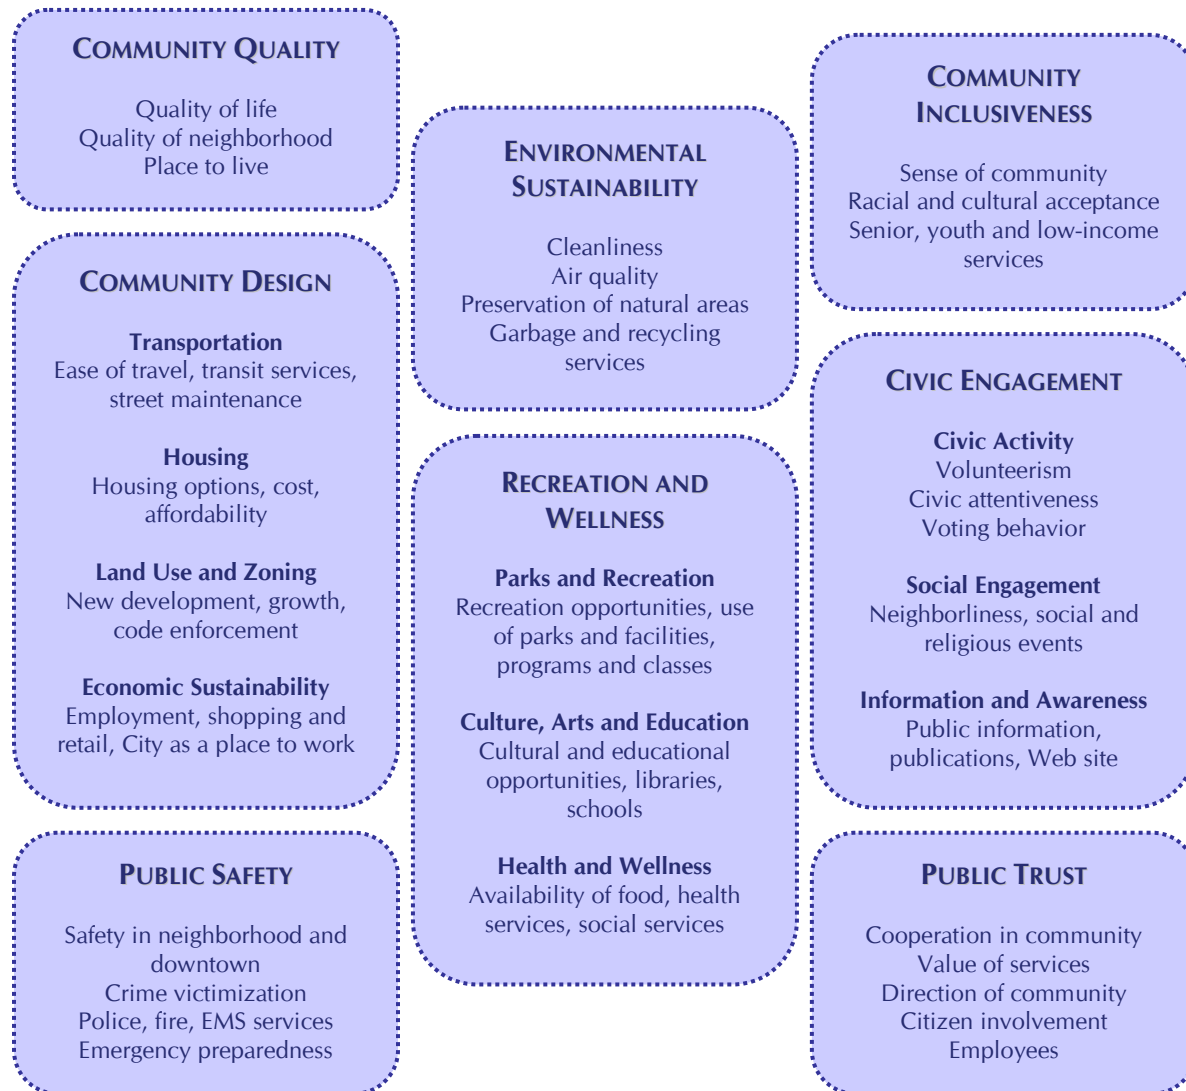 COMMUNITY QUALITY
Quality of life
Quality of neighborhood
Place to live
COMMUNITY DESIGN
Transportation
Ease of travel, transit services,
street maintenance
Housing
Housing options, cost,
affordability
Land Use and Zoning
New development, growth,
code enforcement
Economic Sustainability
Employment, shopping and
retail, City as a place to work
PUBLIC SAFETY
Safety in neighborhood and
downtown
Crime victimization
Police, fire, EMS services
Emergency preparedness
ENVIRONMENTAL
SUSTAINABILITY
Cleanliness
Air quality
Preservation of natural areas
Garbage and recycling
services
RECREATION AND
WELLNESS
Parks and Recreation
Recreation opportunities, use
of parks and facilities,
programs and classes
Culture, Arts and Education
Cultural and educational
opportunities, libraries,
schools
Health and Wellness
Availability of food, health
services, social services
COMMUNITY
INCLUSIVENESS
Sense of community
Racial and cultural acceptance
Senior, youth and low-income
services
CIVIC ENGAGEMENT
Civic Activity
Volunteerism
Civic attentiveness
Voting behavior
Social Engagement
Neighborliness, social and
religious events
Information and Awareness
Public information,
publications, Web site
PUBLIC TRUST
Cooperation in community
Value of services
Direction of community
Citizen involvement
Employees